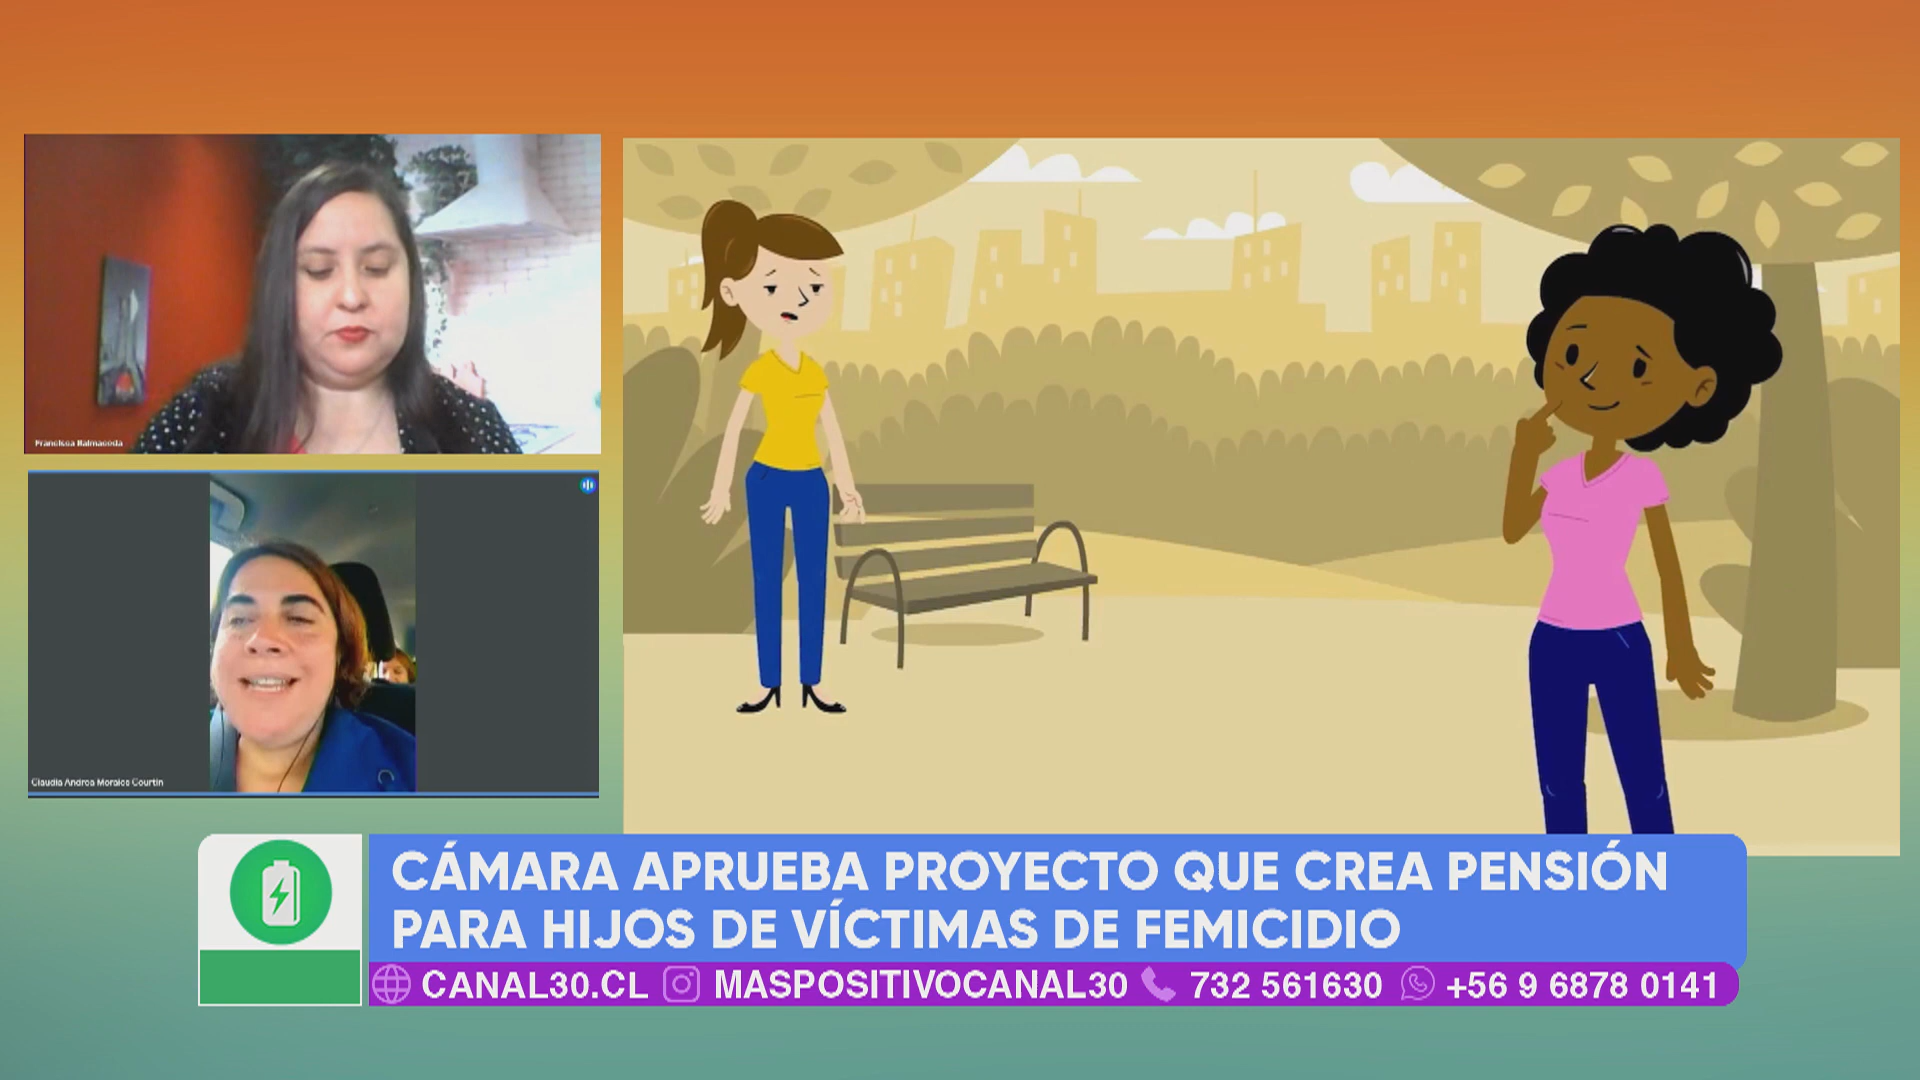 Francisca Balmaceda
Claudia Andrea Morales Courtin
CÁMARA APRUEBA PROYECTO QUE CREA PENSIÓN
PARA HIJOS DE VÍCTIMAS DE FEMICIDIO
CANAL30.CL MASPOSITIVOCANAL30 732 561630 +56 9 6878 0141